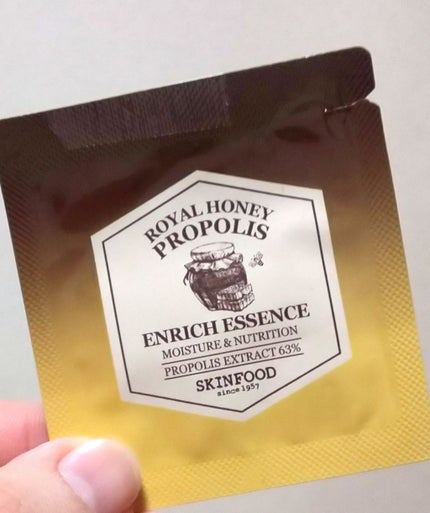 ROYAL HONEY
PROPOLIS
ENRICH ESSENCE
MOISTURE & NUTRITION
PROPOLIS EXTRACT 63%
SKINFOOD
since 1957